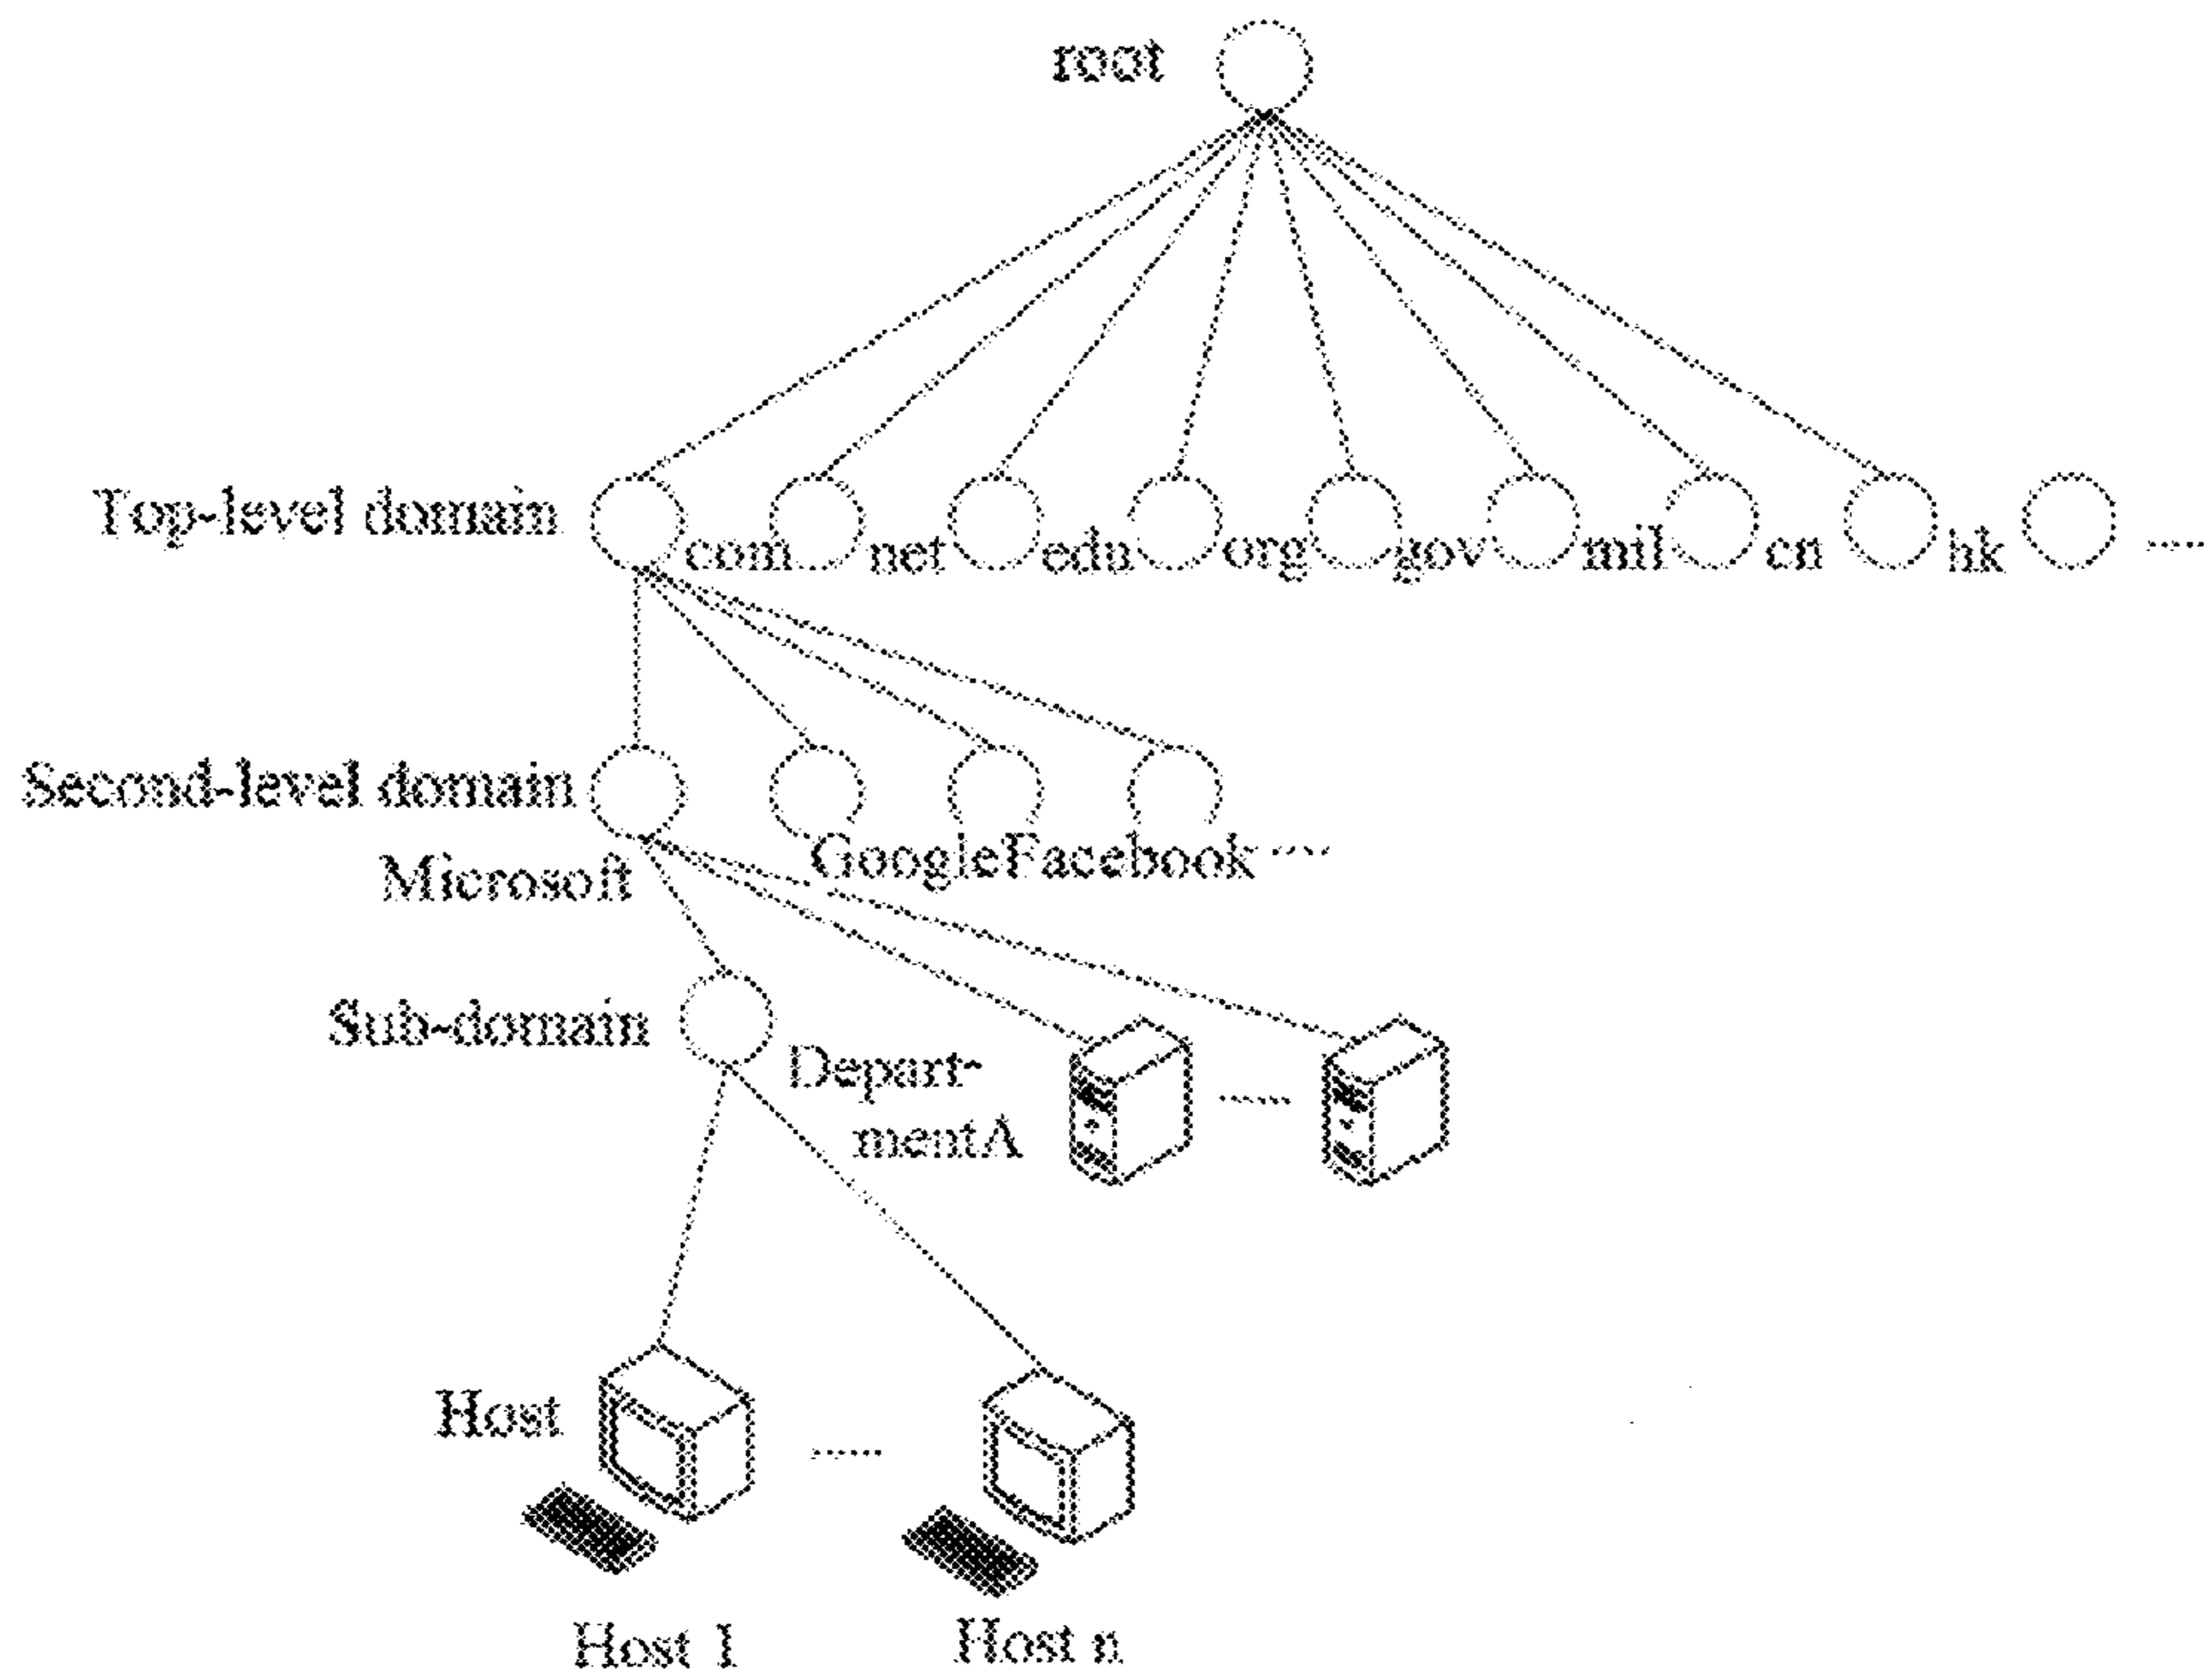 root
Top-level domain com net edu org gov mil cn hk ....
Second-level domain
Microsoft GoogleFacebook ....
Sub-domain
Depart-
mentA
.....
Host
.....
Host 1 Host n